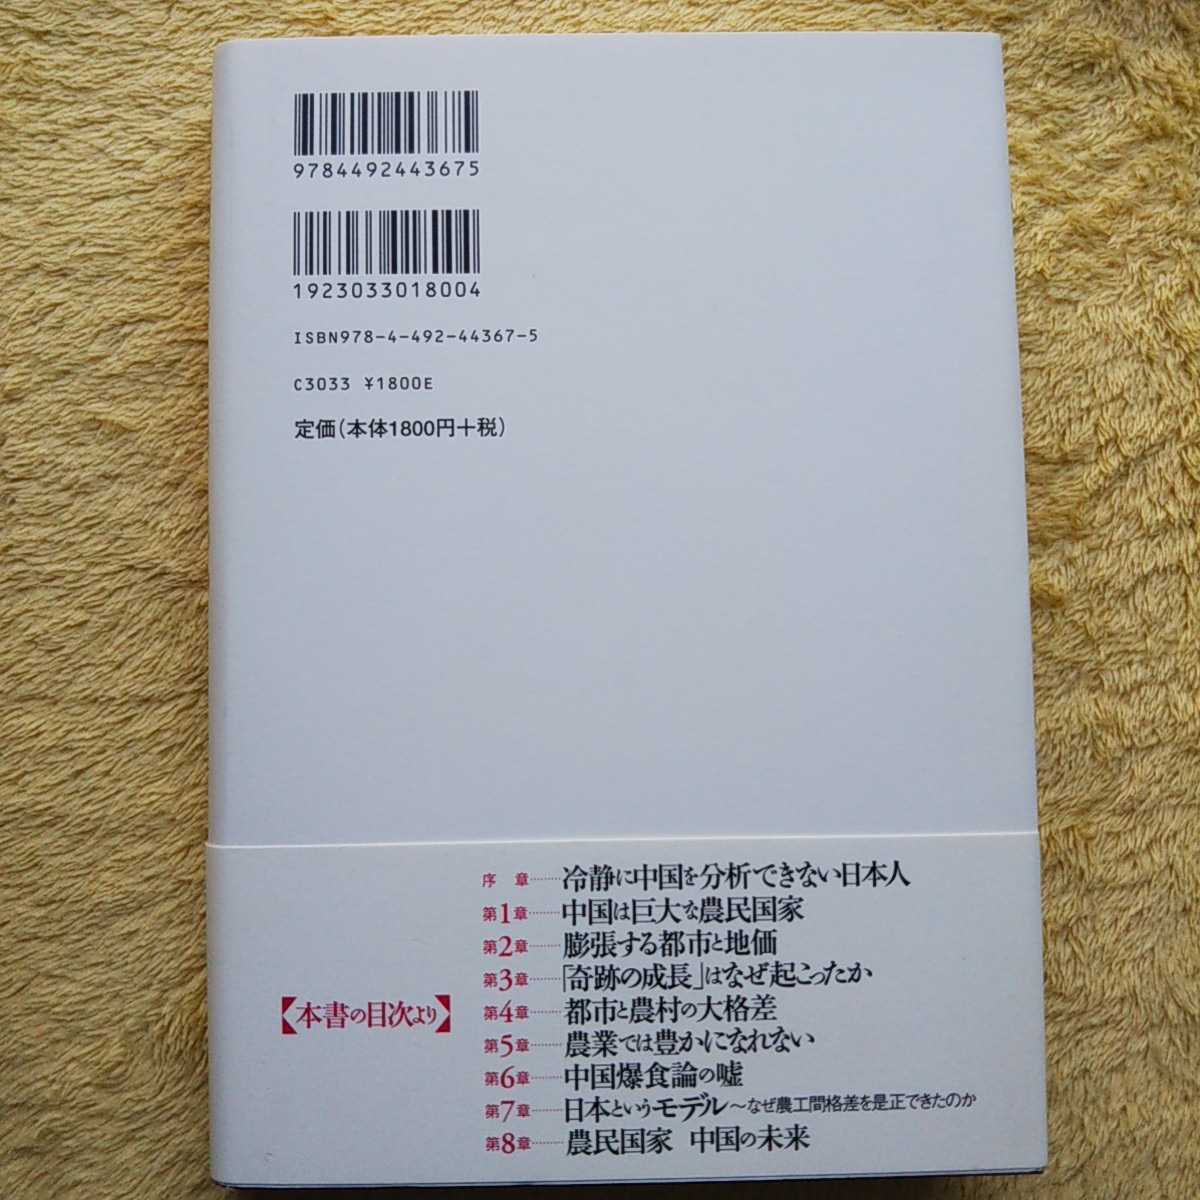 9784492443675
1923033018004
ISBN978-4-492-44367-5
C3033 ¥1800E
定価(本体1800円+税)
【本書の目次より】
序 章………冷静に中国を分析できない日本人
第1章………中国は巨大な農民国家
第2章………膨張する都市と地価
第3章………「奇跡の成長」はなぜ起こったか
第4章………都市と農村の大格差
第5章………農業では豊かになれない
第6章………中国爆食論の嘘
第7章………日本というモデル~なぜ農工間格差を是正できたのか
第8章………農民国家 中国の未来